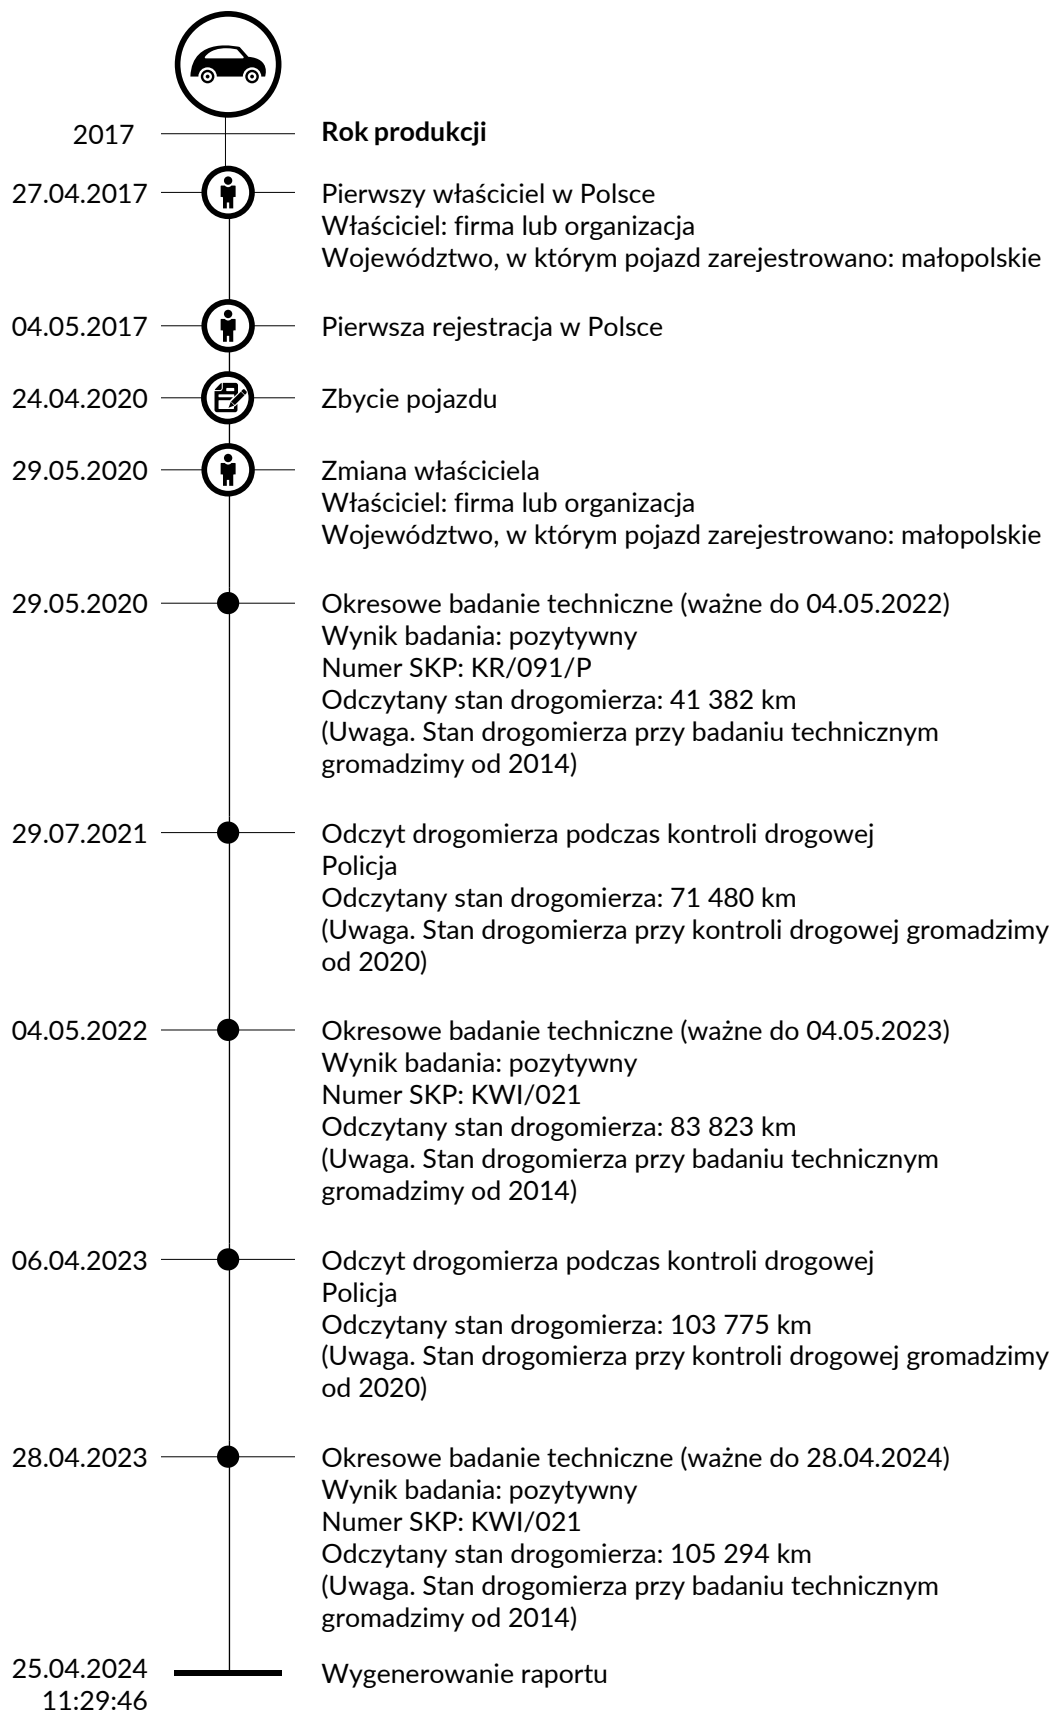 2017
Rok produkcji
27.04.2017
Pierwszy właściciel w Polsce
Właściciel: firma lub organizacja
Województwo, w którym pojazd zarejestrowano: małopolskie
04.05.2017
Pierwsza rejestracja w Polsce
24.04.2020
Zbycie pojazdu
29.05.2020
Zmiana właściciela
Właściciel: firma lub organizacja
Województwo, w którym pojazd zarejestrowano: małopolskie
29.05.2020
Okresowe badanie techniczne (ważne do 04.05.2022)
Wynik badania: pozytywny
Numer SKP: KR/091/P
Odczytany stan drogomierza: 41 382 km
(Uwaga. Stan drogomierza przy badaniu technicznym
gromadzimy od 2014)
29.07.2021
Odczyt drogomierza podczas kontroli drogowej
Policja
Odczytany stan drogomierza: 71 480 km
(Uwaga. Stan drogomierza przy kontroli drogowej gromadzimy
od 2020)
04.05.2022
Okresowe badanie techniczne (ważne do 04.05.2023)
Wynik badania: pozytywny
Numer SKP: KWI/021
Odczytany stan drogomierza: 83 823 km
(Uwaga. Stan drogomierza przy badaniu technicznym
gromadzimy od 2014)
06.04.2023
Odczyt drogomierza podczas kontroli drogowej
Policja
Odczytany stan drogomierza: 103 775 km
(Uwaga. Stan drogomierza przy kontroli drogowej gromadzimy
od 2020)
28.04.2023
Okresowe badanie techniczne (ważne do 28.04.2024)
Wynik badania: pozytywny
Numer SKP: KWI/021
Odczytany stan drogomierza: 105 294 km
(Uwaga. Stan drogomierza przy badaniu technicznym
gromadzimy od 2014)
25.04.2024
11:29:46
Wygenerowanie raportu